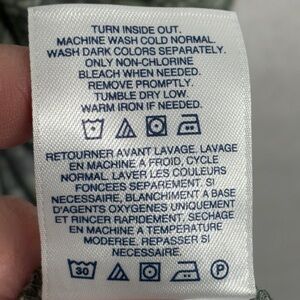 TURN INSIDE OUT.
MACHINE WASH COLD NORMAL.
WASH DARK COLORS SEPARATELY.
ONLY NON-CHLORINE
BLEACH WHEN NEEDED.
REMOVE PROMPTLY.
TUMBLE DRY LOW.
WARM IRON IF NEEDED.
RETOURNER AVANT LAVAGE. LAVAGE
EN MACHINE A FROID, CYCLE
NORMAL. LAVER LES COULEURS
FONCEES SEPAREMENT. SI
NECESSAIRE, BLANCHIMENT A BASE
D'AGENTS OXYGENES UNIQUEMENT
ET RINCER RAPIDEMENT. SECHAGE
EN MACHINE A TEMPERATURE
MODEREE. REPASSER SI
NECESSAIRE.
30 P